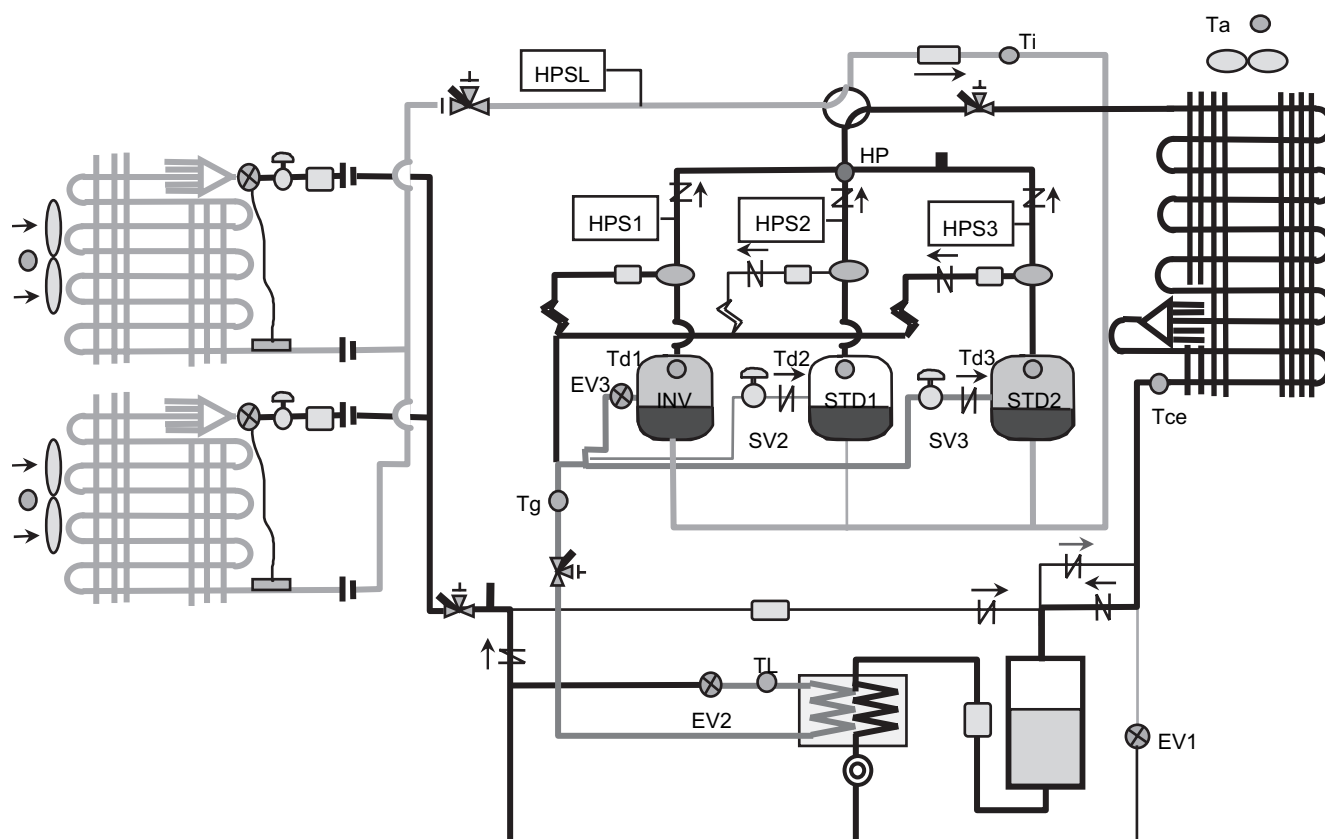 Ta
Ti
HPSL
HP
HPS1
HPS2
HPS3
Td1
Td2
Td3
EV3
INV
STD1
STD2
Tce
SV2
SV3
Tg
TL
EV2
EV1